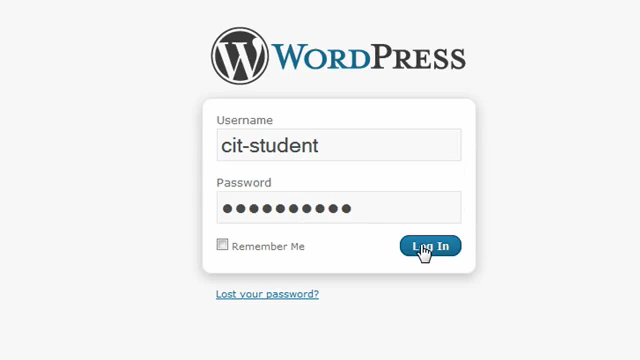 WORDPRESS
Username
cit-student
Password
●●●●●●●●●●
Remember Me
Log In
Lost your password?